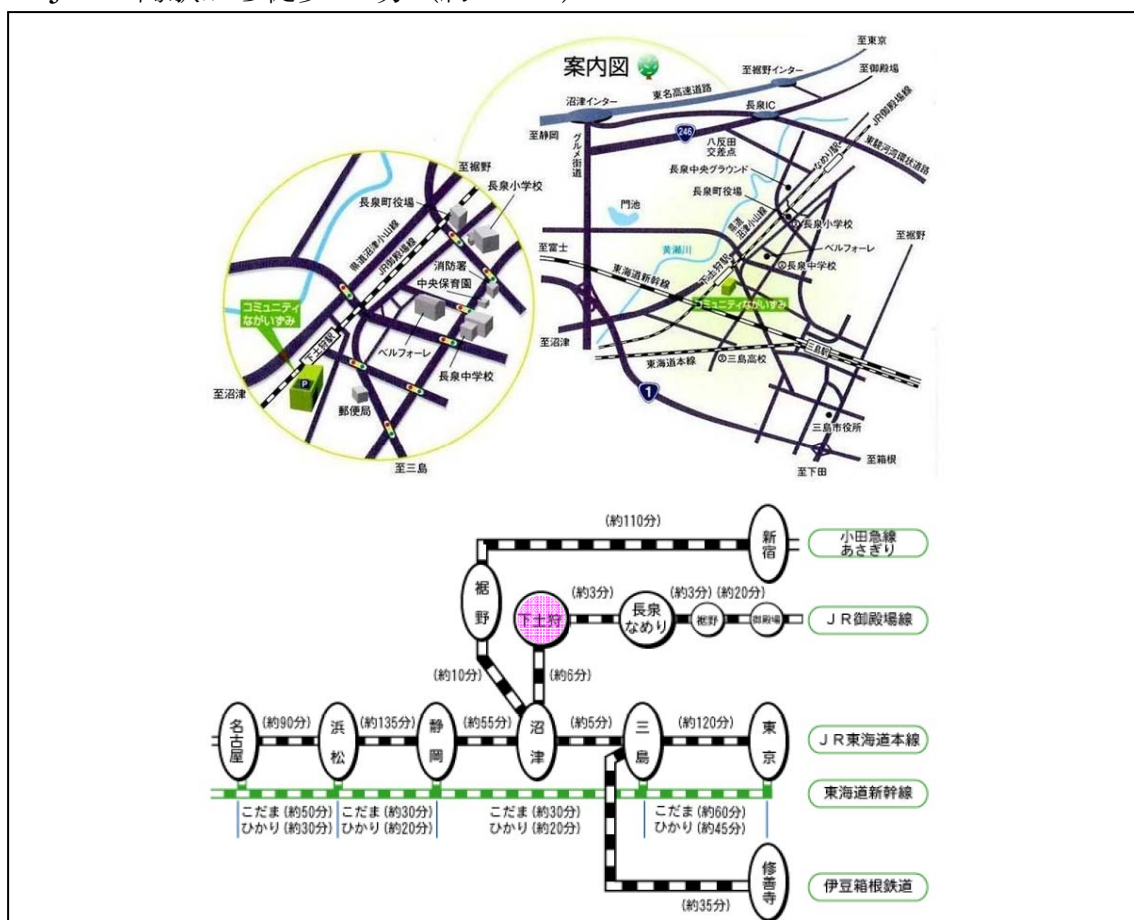 案内図
至東京
至御殿場
至裾野インター
東名高速道路
沼津インター
長泉IC
JR御殿場線
至静岡
246
八反田
交差点
なめり駅
東駿河湾環状道路
グルメ街道
長泉中央グラウンド
長泉町役場
門池
県道
沼津小山線
長泉小学校
至裾野
ベルフォーレ
至富士
黄瀬川
長泉中学校
東海道新幹線
下土狩駅
コミュニティながいずみ
至沼津
東海道本線
三島高校
三島駅
1
三島市役所
至箱根
至下田
至裾野
長泉小学校
長泉町役場
県道沼津小山線
JR御殿場線
消防署
中央保育園
コミュニティ
ながいずみ
ベルフォーレ
下土狩駅
長泉中学校
至沼津
P
郵便局
至三島
(約110分)
新宿
小田急線
あさぎり
裾野
下土狩
(約3分)
長泉
なめり
(約3分)
裾野
(約20分)
御殿場
JR御殿場線
(約10分)
(約6分)
名古屋
(約90分)
浜松
(約135分)
静岡
(約55分)
沼津
(約5分)
三島
(約120分)
東京
JR東海道本線
東海道新幹線
こだま(約50分)
ひかり(約30分)
こだま(約30分)
ひかり(約20分)
こだま(約30分)
ひかり(約20分)
こだま(約60分)
ひかり(約45分)
修善寺
伊豆箱根鉄道
(約35分)